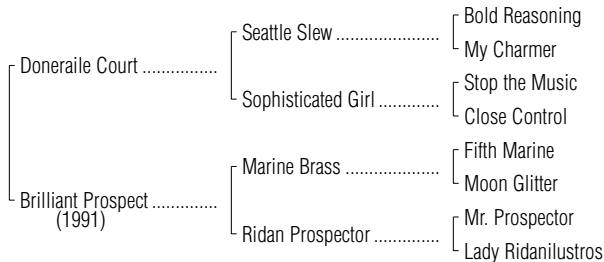 Bold Reasoning
Seattle Slew ....................
My Charmer
Doneraile Court ...............
Stop the Music
Sophisticated Girl ............
Close Control
Fifth Marine
Marine Brass ..................
Moon Glitter
Brilliant Prospect .............
(1991)
Mr. Prospector
Ridan Prospector .............
Lady Ridanilustros